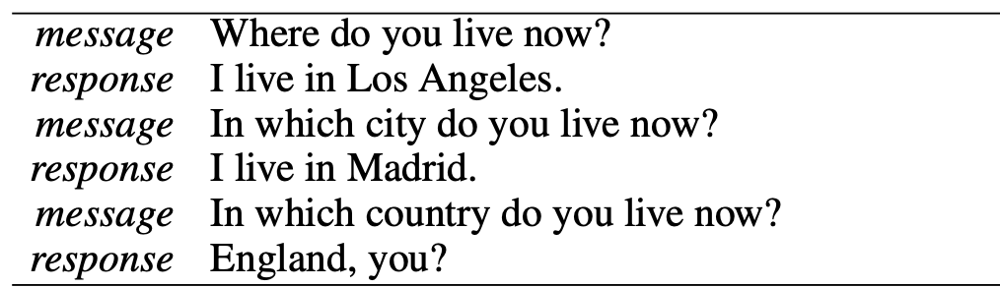 message Where do you live now?
response I live in Los Angeles.
message In which city do you live now?
response I live in Madrid.
message In which country do you live now?
response England, you?